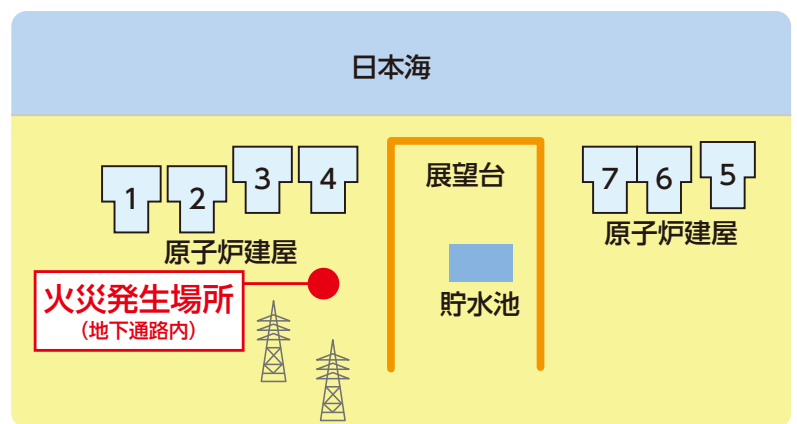 日本海
1
2
3
4
原子炉建屋
展望台
貯水池
7
6
5
原子炉建屋
火災発生場所
(地下通路内)